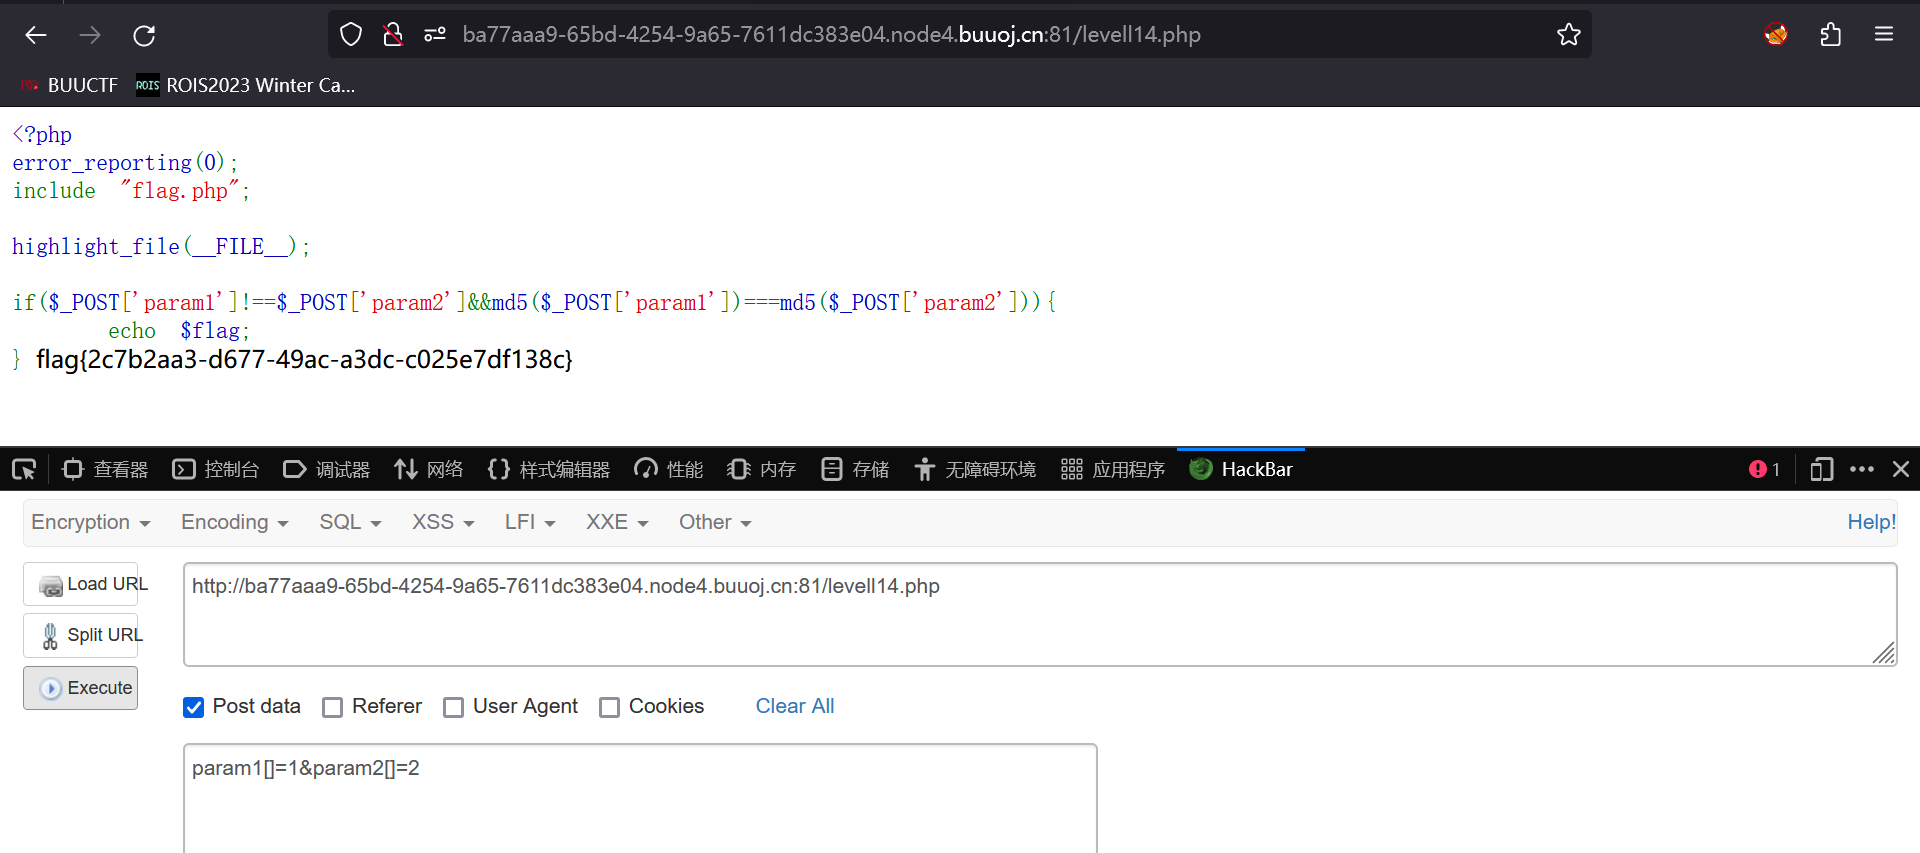 ba77aaa9-65bd-4254-9a65-7611dc383e04.node4.buuoj.cn:81/levell14.php
BUUCTF ROIS ROIS2023 Winter Ca...
<?php
error_reporting(0);
include "flag.php";
highlight_file(__FILE__);
if($_POST['param1']!==$_POST['param2']&&md5($_POST['param1'])===md5($_POST['param2'])){
echo $flag;
} flag{2c7b2aa3-d677-49ac-a3dc-c025e7df138c}
查看器 控制台 调试器 网络 样式编辑器 性能 内存 存储 无障碍环境 应用程序 HackBar 1
Encryption Encoding SQL XSS LFI XXE Other Help!
Load URL
http://ba77aaa9-65bd-4254-9a65-7611dc383e04.node4.buuoj.cn:81/levell14.php
Split URL
Execute
Post data Referer User Agent Cookies Clear All
param1[]=1&param2[]=2